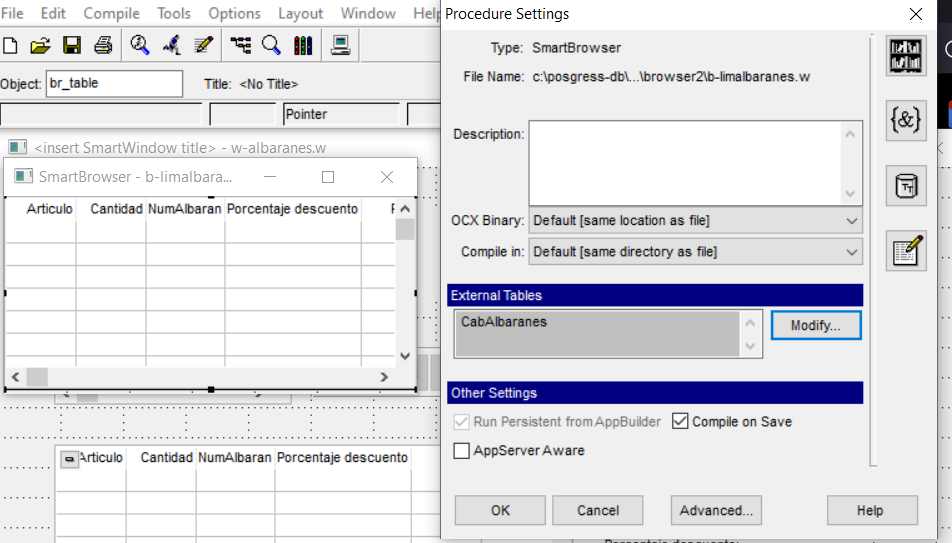 File Edit Compile Tools Options Layout Window Help
Object: br_table Title: <No Title>
Pointer
<insert SmartWindow title> - w-albaranes.w
SmartBrowser - b-limalbara...
Articulo Cantidad NumAlbaran Porcentaje descuento
Articulo Cantidad NumAlbaran Porcentaje descuento
Procedure Settings
Type: SmartBrowser
File Name: c:\posgress-db\...\browser2\b-limalbaranes.w
Description:
OCX Binary: Default [same location as file]
Compile in: Default [same directory as file]
External Tables
CabAlbaranes
Modify...
Other Settings
Run Persistent from AppBuilder Compile on Save
AppServer Aware
OK Cancel Advanced... Help
{&}
TT